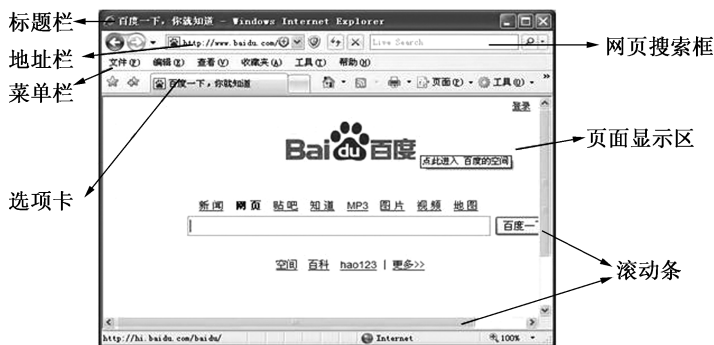 标题栏
百度一下，你就知道 - Windows Internet Explorer
地址栏
http://www.baidu.com/
Live Search
网页搜索框
菜单栏
文件(F) 编辑(E) 查看(V) 收藏夹(A) 工具(T) 帮助(H)
百度一下，你就知道
页面(P) 工具(O) »
登录
Bai du 百度
点此进入 百度的空间
页面显示区
选项卡
新闻 网页 贴吧 知道 MP3 图片 视频 地图
百度一
空间 百科 hao123 | 更多>>
滚动条
http://hi.baidu.com/baidu/ Internet 100%